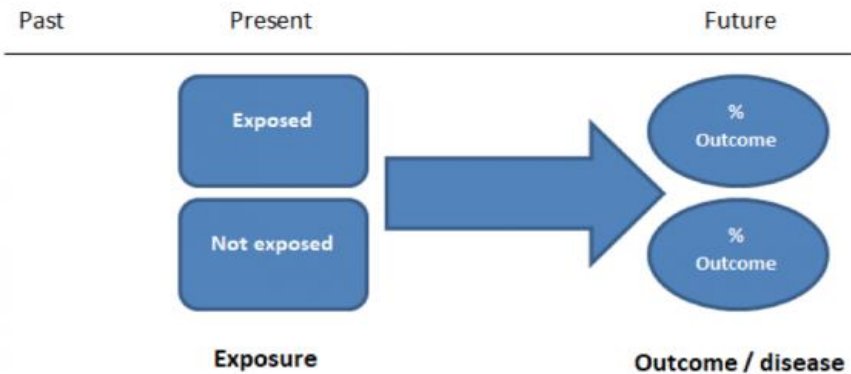 Past Present Future
Exposed
%
Outcome
Not exposed
%
Outcome
Exposure Outcome / disease